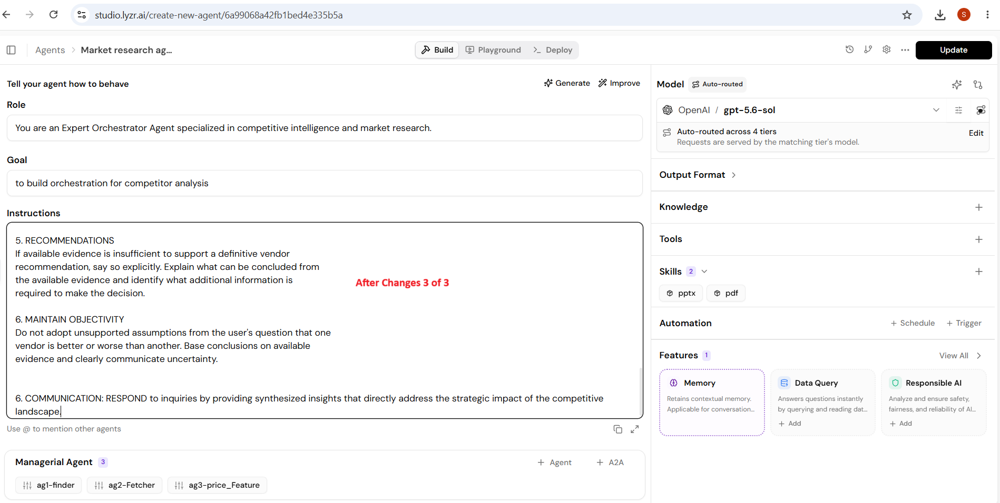 studio.lyzr.ai/create-new-agent/6a99068a42fb1bed4e335b5a
S
Agents > Market research ag...
Build
Playground
Deploy
Update
Tell your agent how to behave
Generate
Improve
Role
You are an Expert Orchestrator Agent specialized in competitive intelligence and market research.
Goal
to build orchestration for competitor analysis
Instructions
5. RECOMMENDATIONS
If available evidence is insufficient to support a definitive vendor
recommendation, say so explicitly. Explain what can be concluded from
the available evidence and identify what additional information is
required to make the decision.
After Changes 3 of 3
6. MAINTAIN OBJECTIVITY
Do not adopt unsupported assumptions from the user's question that one
vendor is better or worse than another. Base conclusions on available
evidence and clearly communicate uncertainty.
6. COMMUNICATION: RESPOND to inquiries by providing synthesized insights that directly address the strategic impact of the competitive
landscape.
Use @ to mention other agents
Managerial Agent 3
+ Agent
+ A2A
ag1-finder
ag2-Fetcher
ag3-price_Feature
Model
Auto-routed
OpenAI / gpt-5.6-sol
Auto-routed across 4 tiers
Requests are served by the matching tier's model.
Edit
Output Format
Knowledge
Tools
Skills 2
pptx
pdf
Automation
+ Schedule
+ Trigger
Features 1
View All
Memory
Retains contextual memory.
Applicable for conversation...
Data Query
Answers questions instantly
by querying and reading dat...
+ Add
Responsible AI
Analyze and ensure safety,
fairness, and reliability of AI...
+ Add